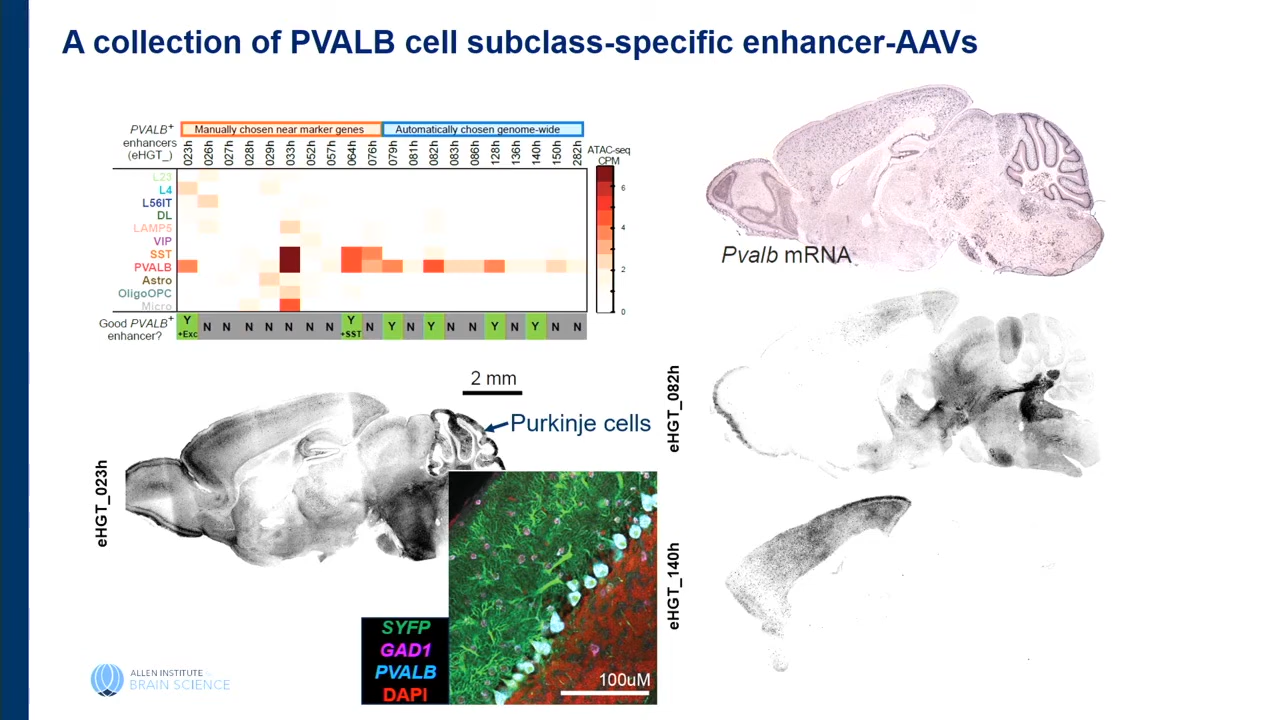 A collection of PVALB cell subclass-specific enhancer-AAVs
PVALB+
enhancers
(eHGT_)
Manually chosen near marker genes
Automatically chosen genome-wide
023h
026h
027h
028h
029h
033h
052h
057h
064h
076h
079h
081h
082h
083h
086h
128h
136h
140h
150h
282h
ATAC-seq
CPM
6
4
2
0
L23
L4
L56IT
DL
LAMP5
VIP
SST
PVALB
Astro
OligoOPC
Micro
Good PVALB+
enhancer?
Y
+Exc
N
N
N
N
N
N
N
Y
+SST
N
Y
N
Y
N
N
Y
N
Y
N
N
Pvalb mRNA
2 mm
Purkinje cells
eHGT_023h
eHGT_082h
eHGT_140h
SYFP
GAD1
PVALB
DAPI
100uM
ALLEN INSTITUTE
BRAIN SCIENCE